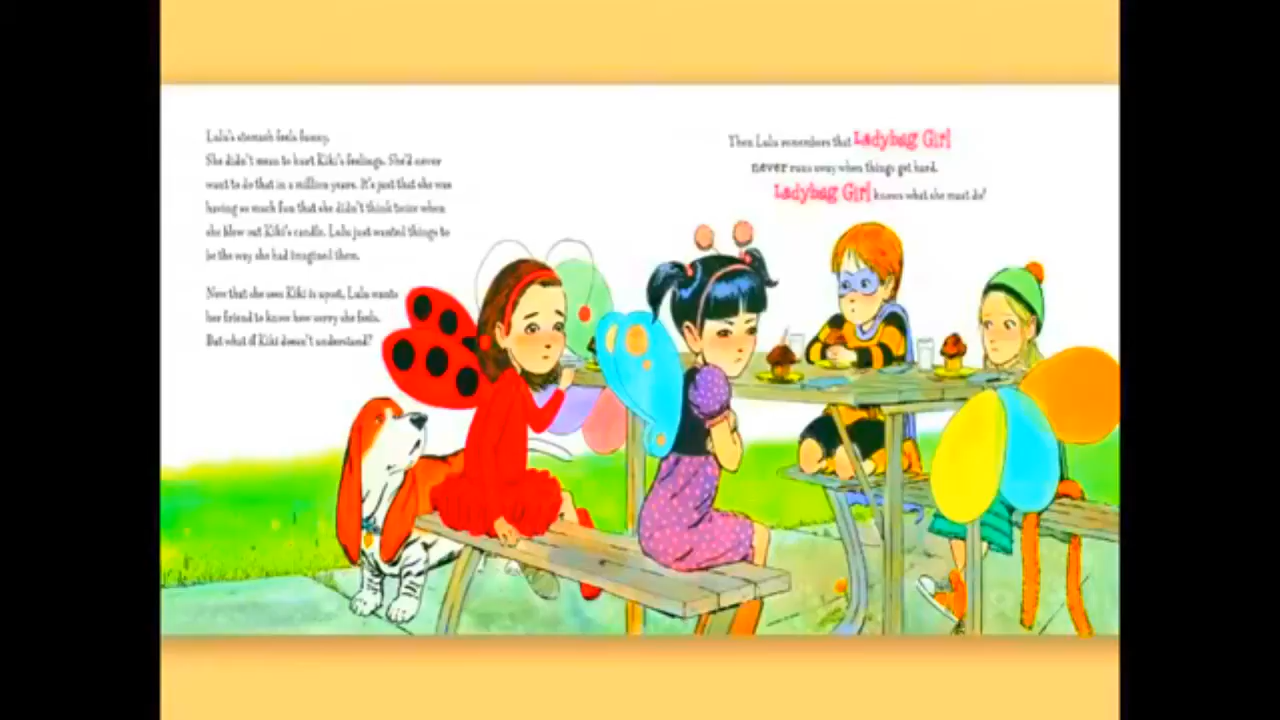 Lulu's stomach feels funny.
She didn't mean to hurt Kiki's feelings. She'd never
want to do that in a million years. It's just that she was
having so much fun that she didn't think twice when
she blew out Kiki's candle. Lulu just wanted things to
be the way she had imagined them.
Now that she sees Kiki is upset, Lulu wants
her friend to know how sorry she feels.
But what if Kiki doesn't understand?
Then Lulu remembers that Ladybug Girl
never runs away when things get hard.
Ladybug Girl knows what she must do!